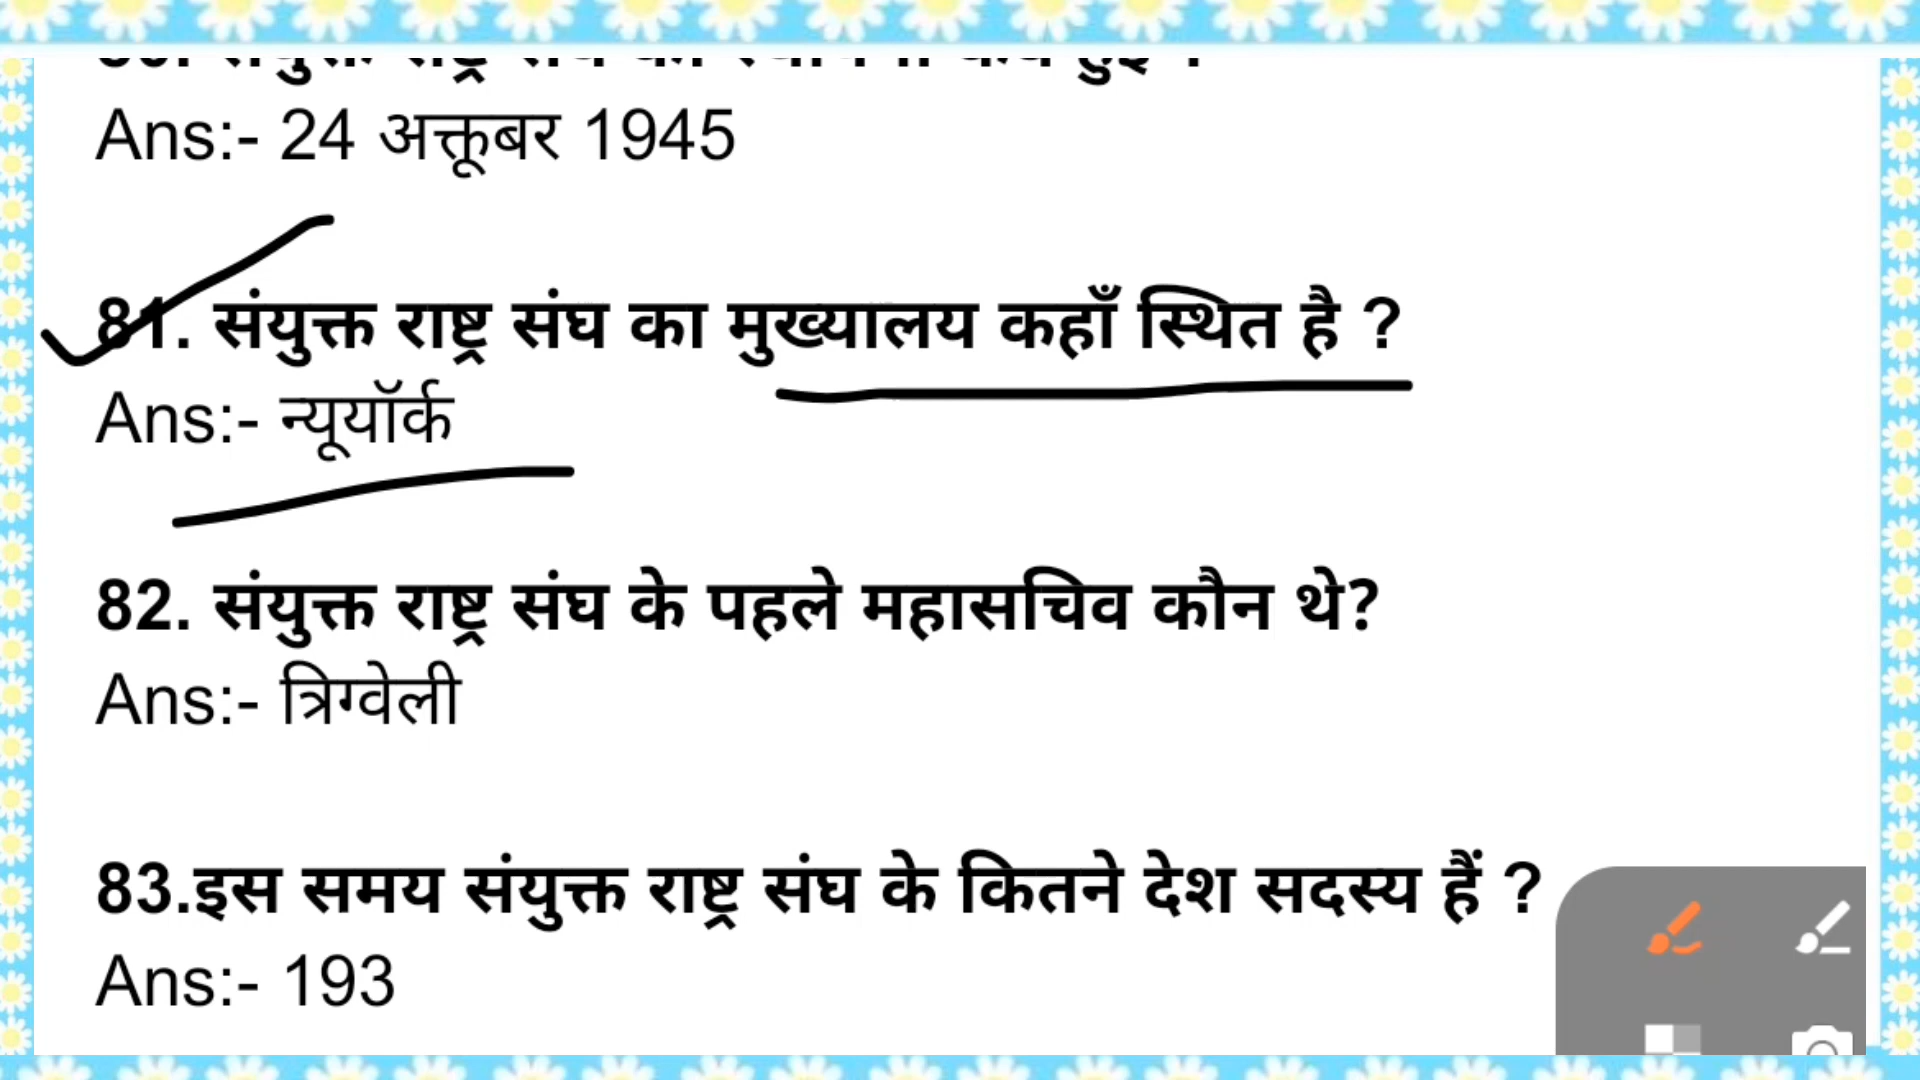 Ans:- 24 अक्तूबर 1945
81. संयुक्त राष्ट्र संघ का मुख्यालय कहाँ स्थित है ?
Ans:- न्यूयॉर्क
82. संयुक्त राष्ट्र संघ के पहले महासचिव कौन थे?
Ans:- त्रिग्वेली
83.इस समय संयुक्त राष्ट्र संघ के कितने देश सदस्य हैं ?
Ans:- 193